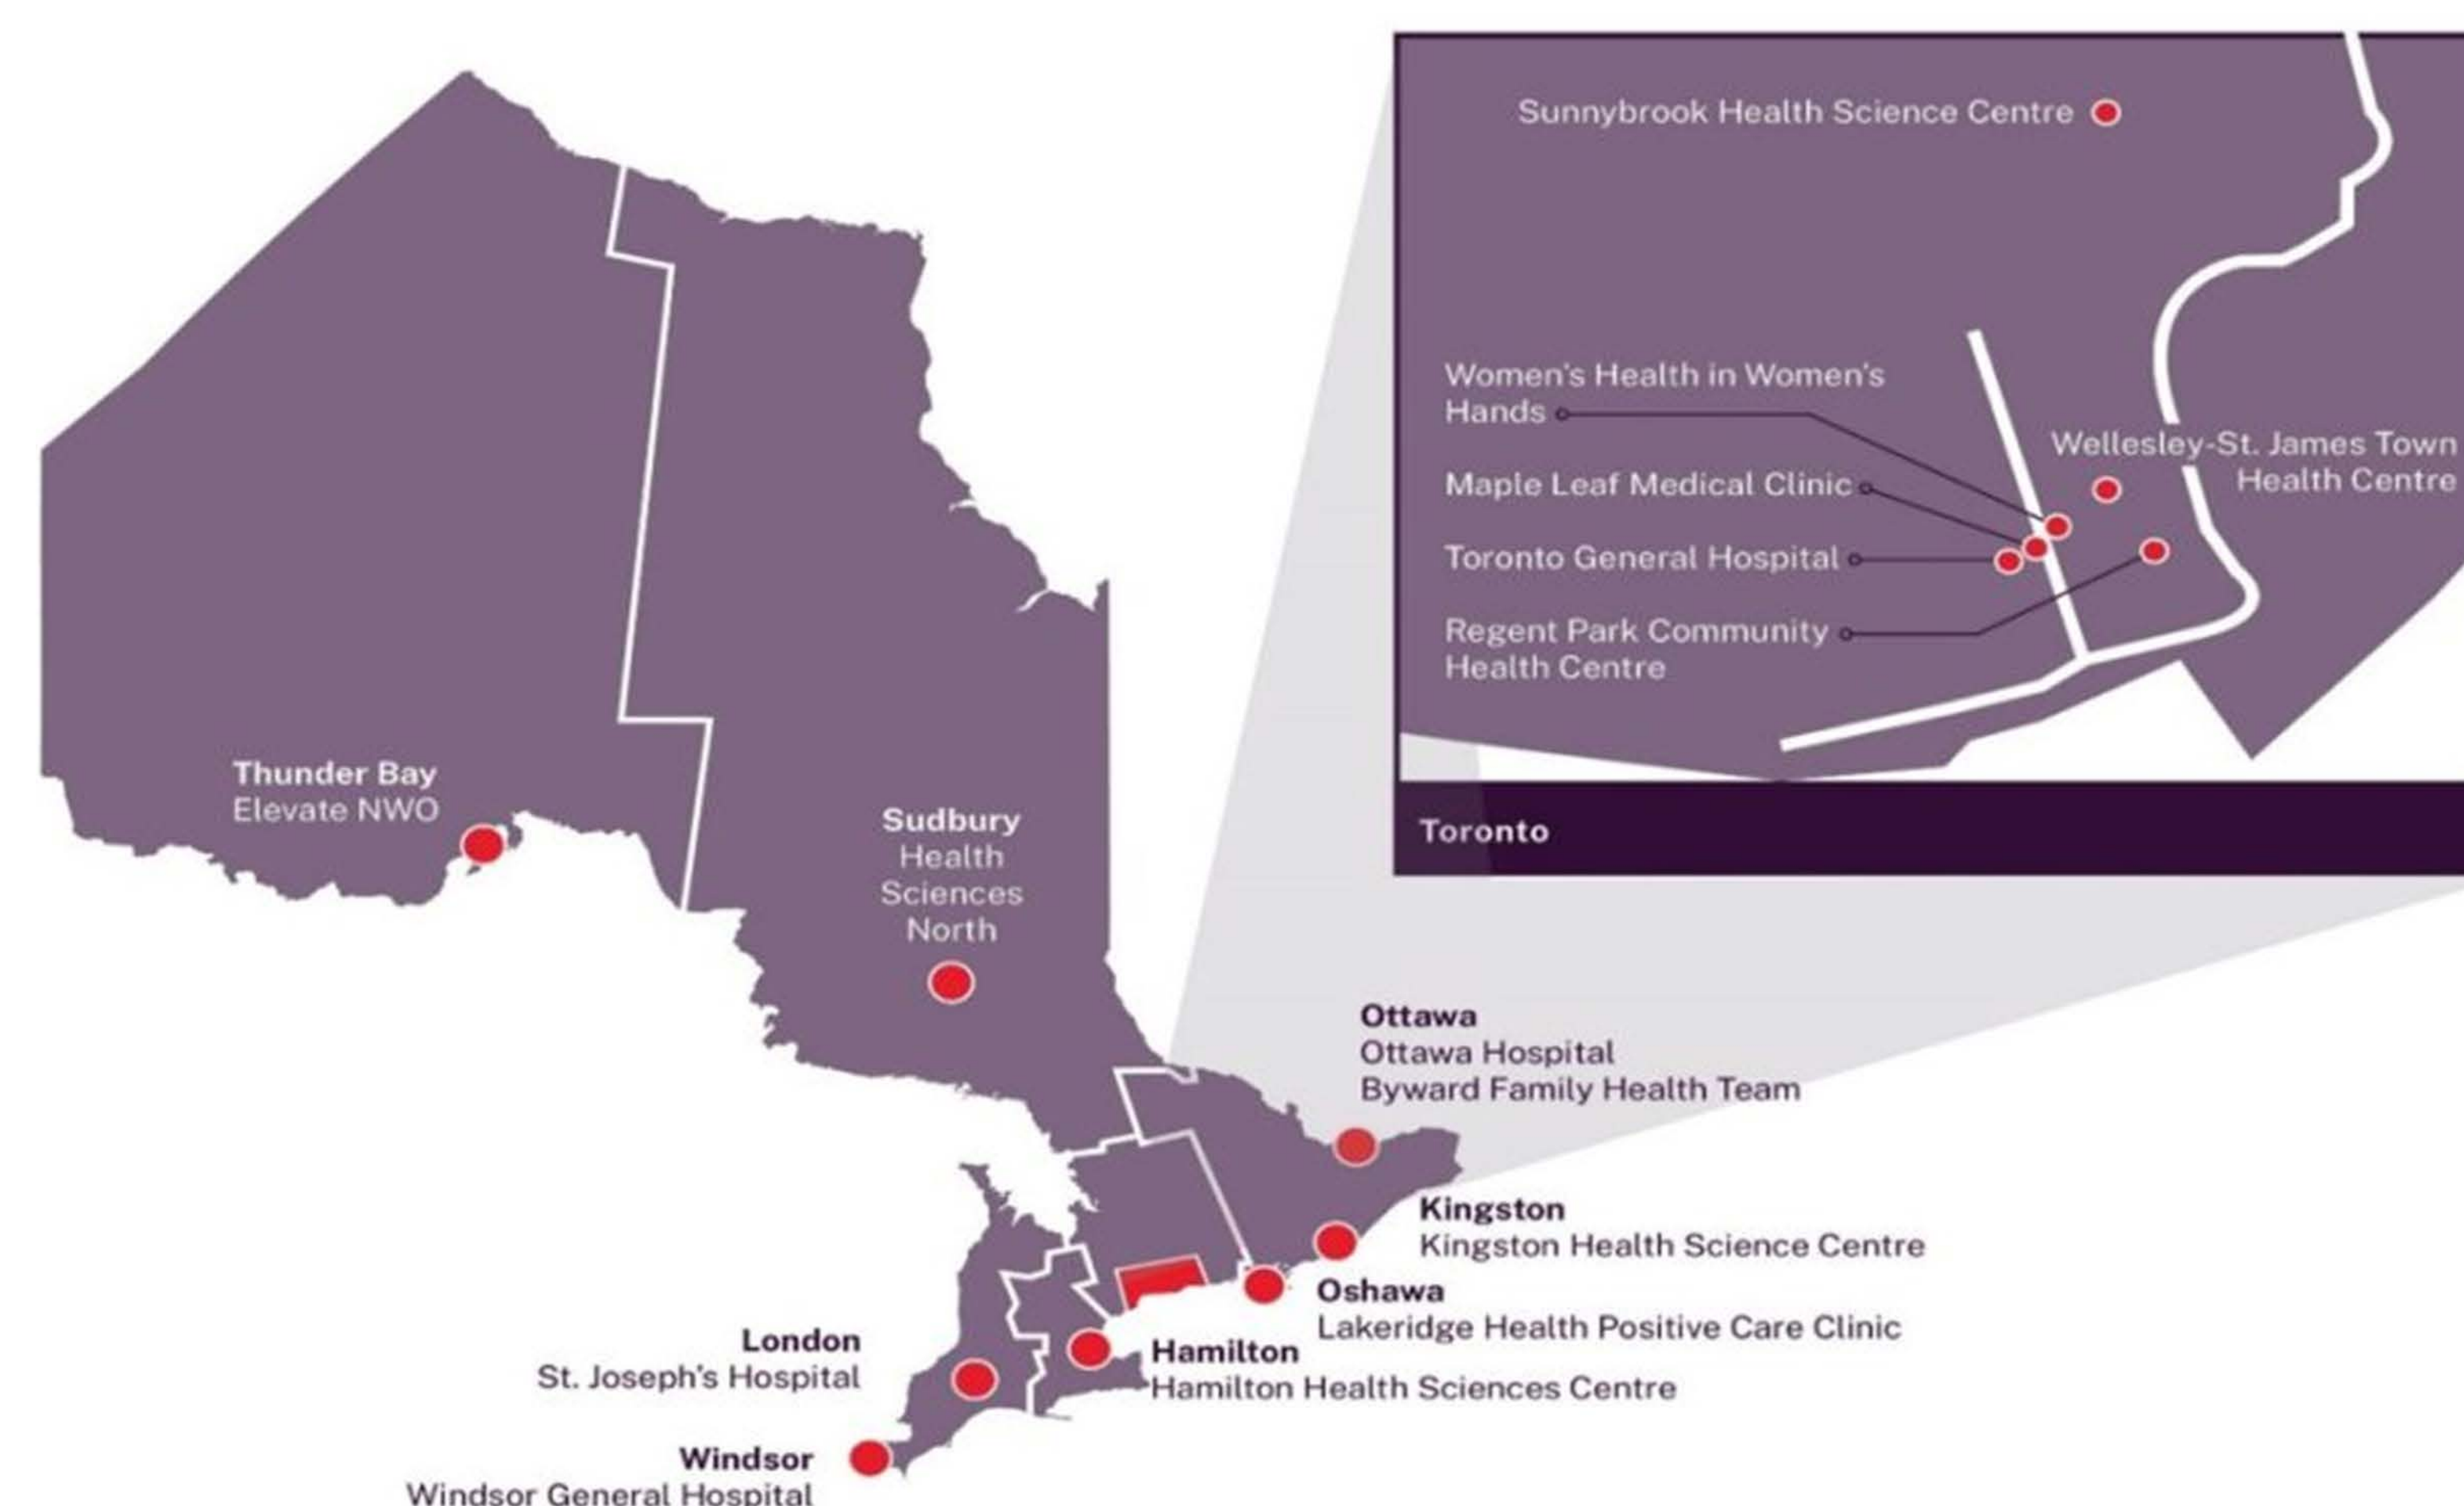 Sunnybrook Health Science Centre
Women's Health in Women's
Hands
Wellesley-St. James Town
Health Centre
Maple Leaf Medical Clinic
Toronto General Hospital
Regent Park Community
Health Centre
Toronto
Thunder Bay
Elevate NWO
Sudbury
Health
Sciences
North
Ottawa
Ottawa Hospital
Byward Family Health Team
Kingston
Kingston Health Science Centre
Oshawa
Lakeridge Health Positive Care Clinic
Hamilton
Hamilton Health Sciences Centre
London
St. Joseph's Hospital
Windsor
Windsor General Hospital